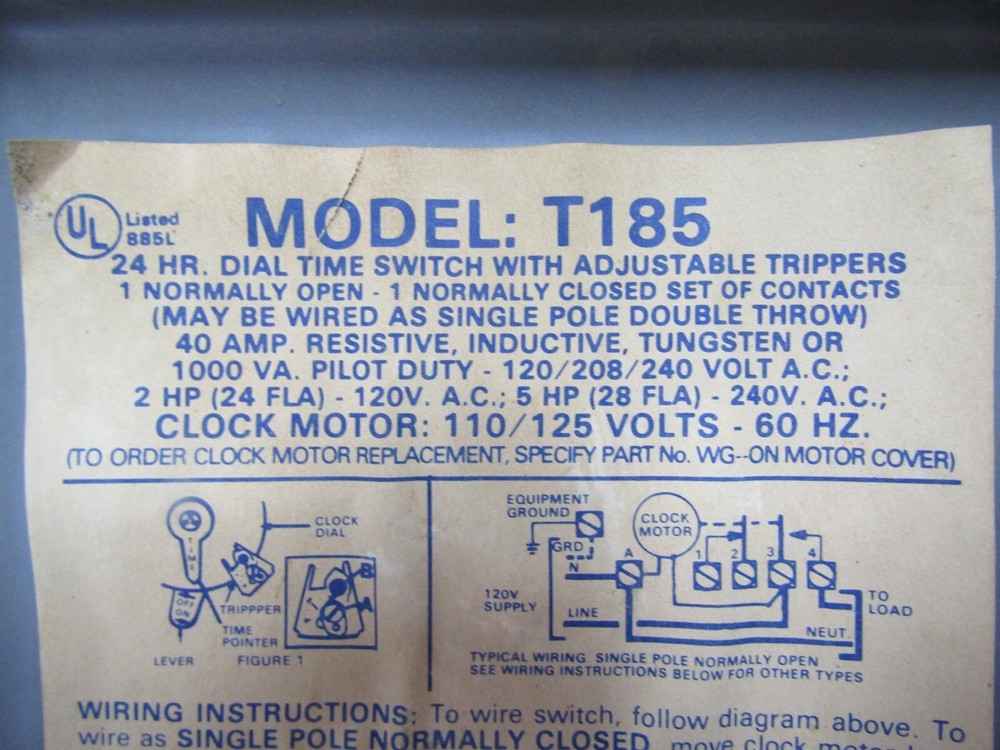 UL Listed 885L
MODEL: T185
24 HR. DIAL TIME SWITCH WITH ADJUSTABLE TRIPPERS
1 NORMALLY OPEN - 1 NORMALLY CLOSED SET OF CONTACTS
(MAY BE WIRED AS SINGLE POLE DOUBLE THROW)
40 AMP. RESISTIVE, INDUCTIVE, TUNGSTEN OR
1000 VA. PILOT DUTY - 120/208/240 VOLT A.C.;
2 HP (24 FLA) - 120V. A.C.; 5 HP (28 FLA) - 240V. A.C.;
CLOCK MOTOR: 110/125 VOLTS - 60 HZ.
(TO ORDER CLOCK MOTOR REPLACEMENT, SPECIFY PART No. WG--ON MOTOR COVER)
TIME
CLOCK
DIAL
OFF
ON
TRIPPPER
TIME
POINTER
LEVER
FIGURE 1
B
A
EQUIPMENT
GROUND
GRD
N
A
CLOCK
MOTOR
1 2 3 4
120V
SUPPLY
LINE
TO
LOAD
NEUT.
TYPICAL WIRING SINGLE POLE NORMALLY OPEN
SEE WIRING INSTRUCTIONS BELOW FOR OTHER TYPES
WIRING INSTRUCTIONS: To wire switch, follow diagram above. To
wire as SINGLE POLE NORMALLY CLOSED, move clock motor